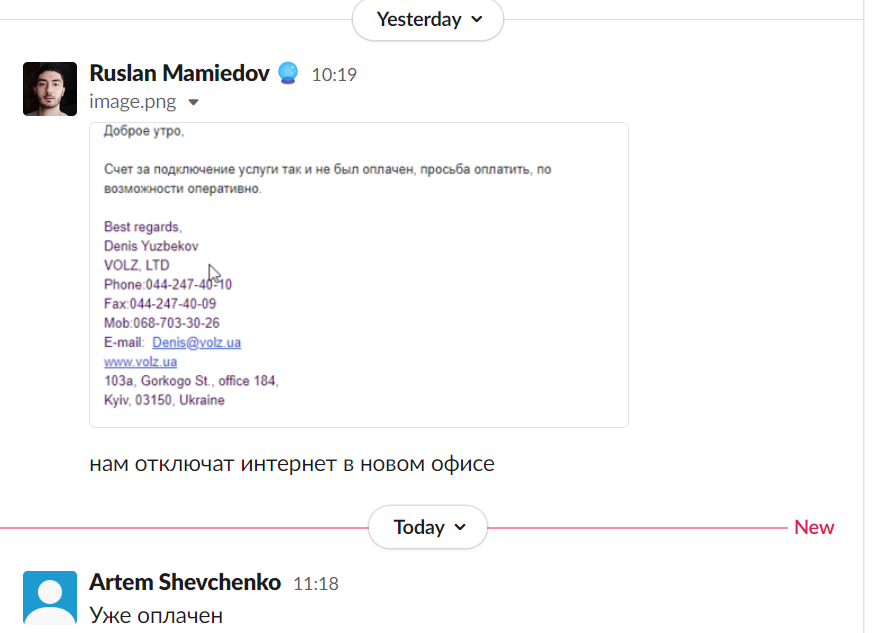 Yesterday
Ruslan Mamiedov 10:19
image.png
Доброе утро,
Счет за подключение услуги так и не был оплачен, просьба оплатить, по
возможности оперативно.
Best regards,
Denis Yuzbekov
VOLZ, LTD
Phone:044-247-40-10
Fax:044-247-40-09
Mob:068-703-30-26
E-mail: Denis@volz.ua
www.volz.ua
103a, Gorkogo St., office 184,
Kyiv, 03150, Ukraine
нам отключат интернет в новом офисе
Today
New
Artem Shevchenko 11:18
Уже оплачен